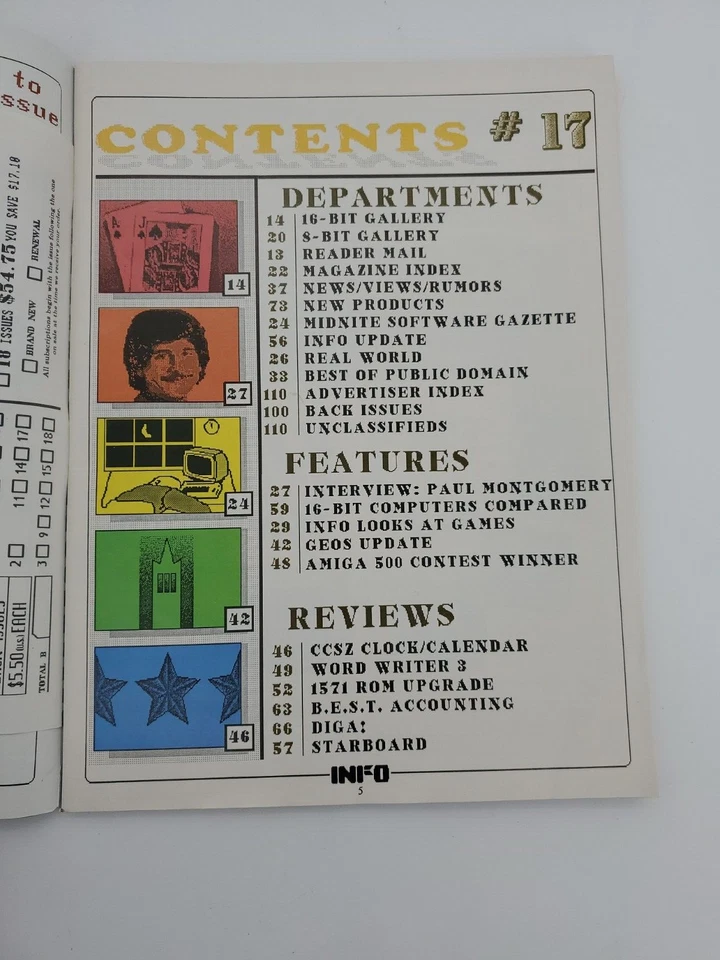 to
ssue
18 ISSUES $54.75 YOU SAVE $17.18
BRAND NEW
RENEWAL
All subscriptions begin with the issue following the one
on sale at the time we receive your order.
11 14 17
12 15 18
2
3 9
$5.50 (U.S.) EACH
TOTAL B
CONTENTS # 17
DEPARTMENTS
14 16-BIT GALLERY
20 8-BIT GALLERY
13 READER MAIL
22 MAGAZINE INDEX
37 NEWS/VIEWS/RUMORS
73 NEW PRODUCTS
24 MIDNITE SOFTWARE GAZETTE
56 INFO UPDATE
26 REAL WORLD
33 BEST OF PUBLIC DOMAIN
110 ADVERTISER INDEX
100 BACK ISSUES
110 UNCLASSIFIEDS
FEATURES
27 INTERVIEW: PAUL MONTGOMERY
59 16-BIT COMPUTERS COMPARED
29 INFO LOOKS AT GAMES
42 GEOS UPDATE
48 AMIGA 500 CONTEST WINNER
REVIEWS
46 CCSZ CLOCK/CALENDAR
49 WORD WRITER 3
52 1571 ROM UPGRADE
63 B.E.S.T. ACCOUNTING
66 DIGA!
57 STARBOARD
A J
14
27
24
42
46
INFO
5